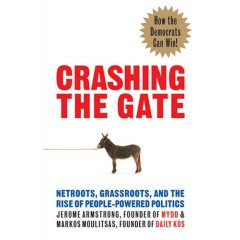 How the
Democrats
Can Win!
CRASHING
THE GATE
NETROOTS, GRASSROOTS, AND THE
RISE OF PEOPLE-POWERED POLITICS
JEROME ARMSTRONG, FOUNDER OF MYDD &
MARKOS MOULITSAS, FOUNDER OF DAILY KOS